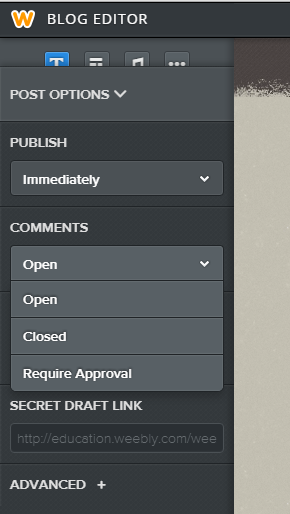 BLOG EDITOR
POST OPTIONS
PUBLISH
Immediately
COMMENTS
Open
Open
Closed
Require Approval
SECRET DRAFT LINK
http://education.weebly.com/wee
ADVANCED +